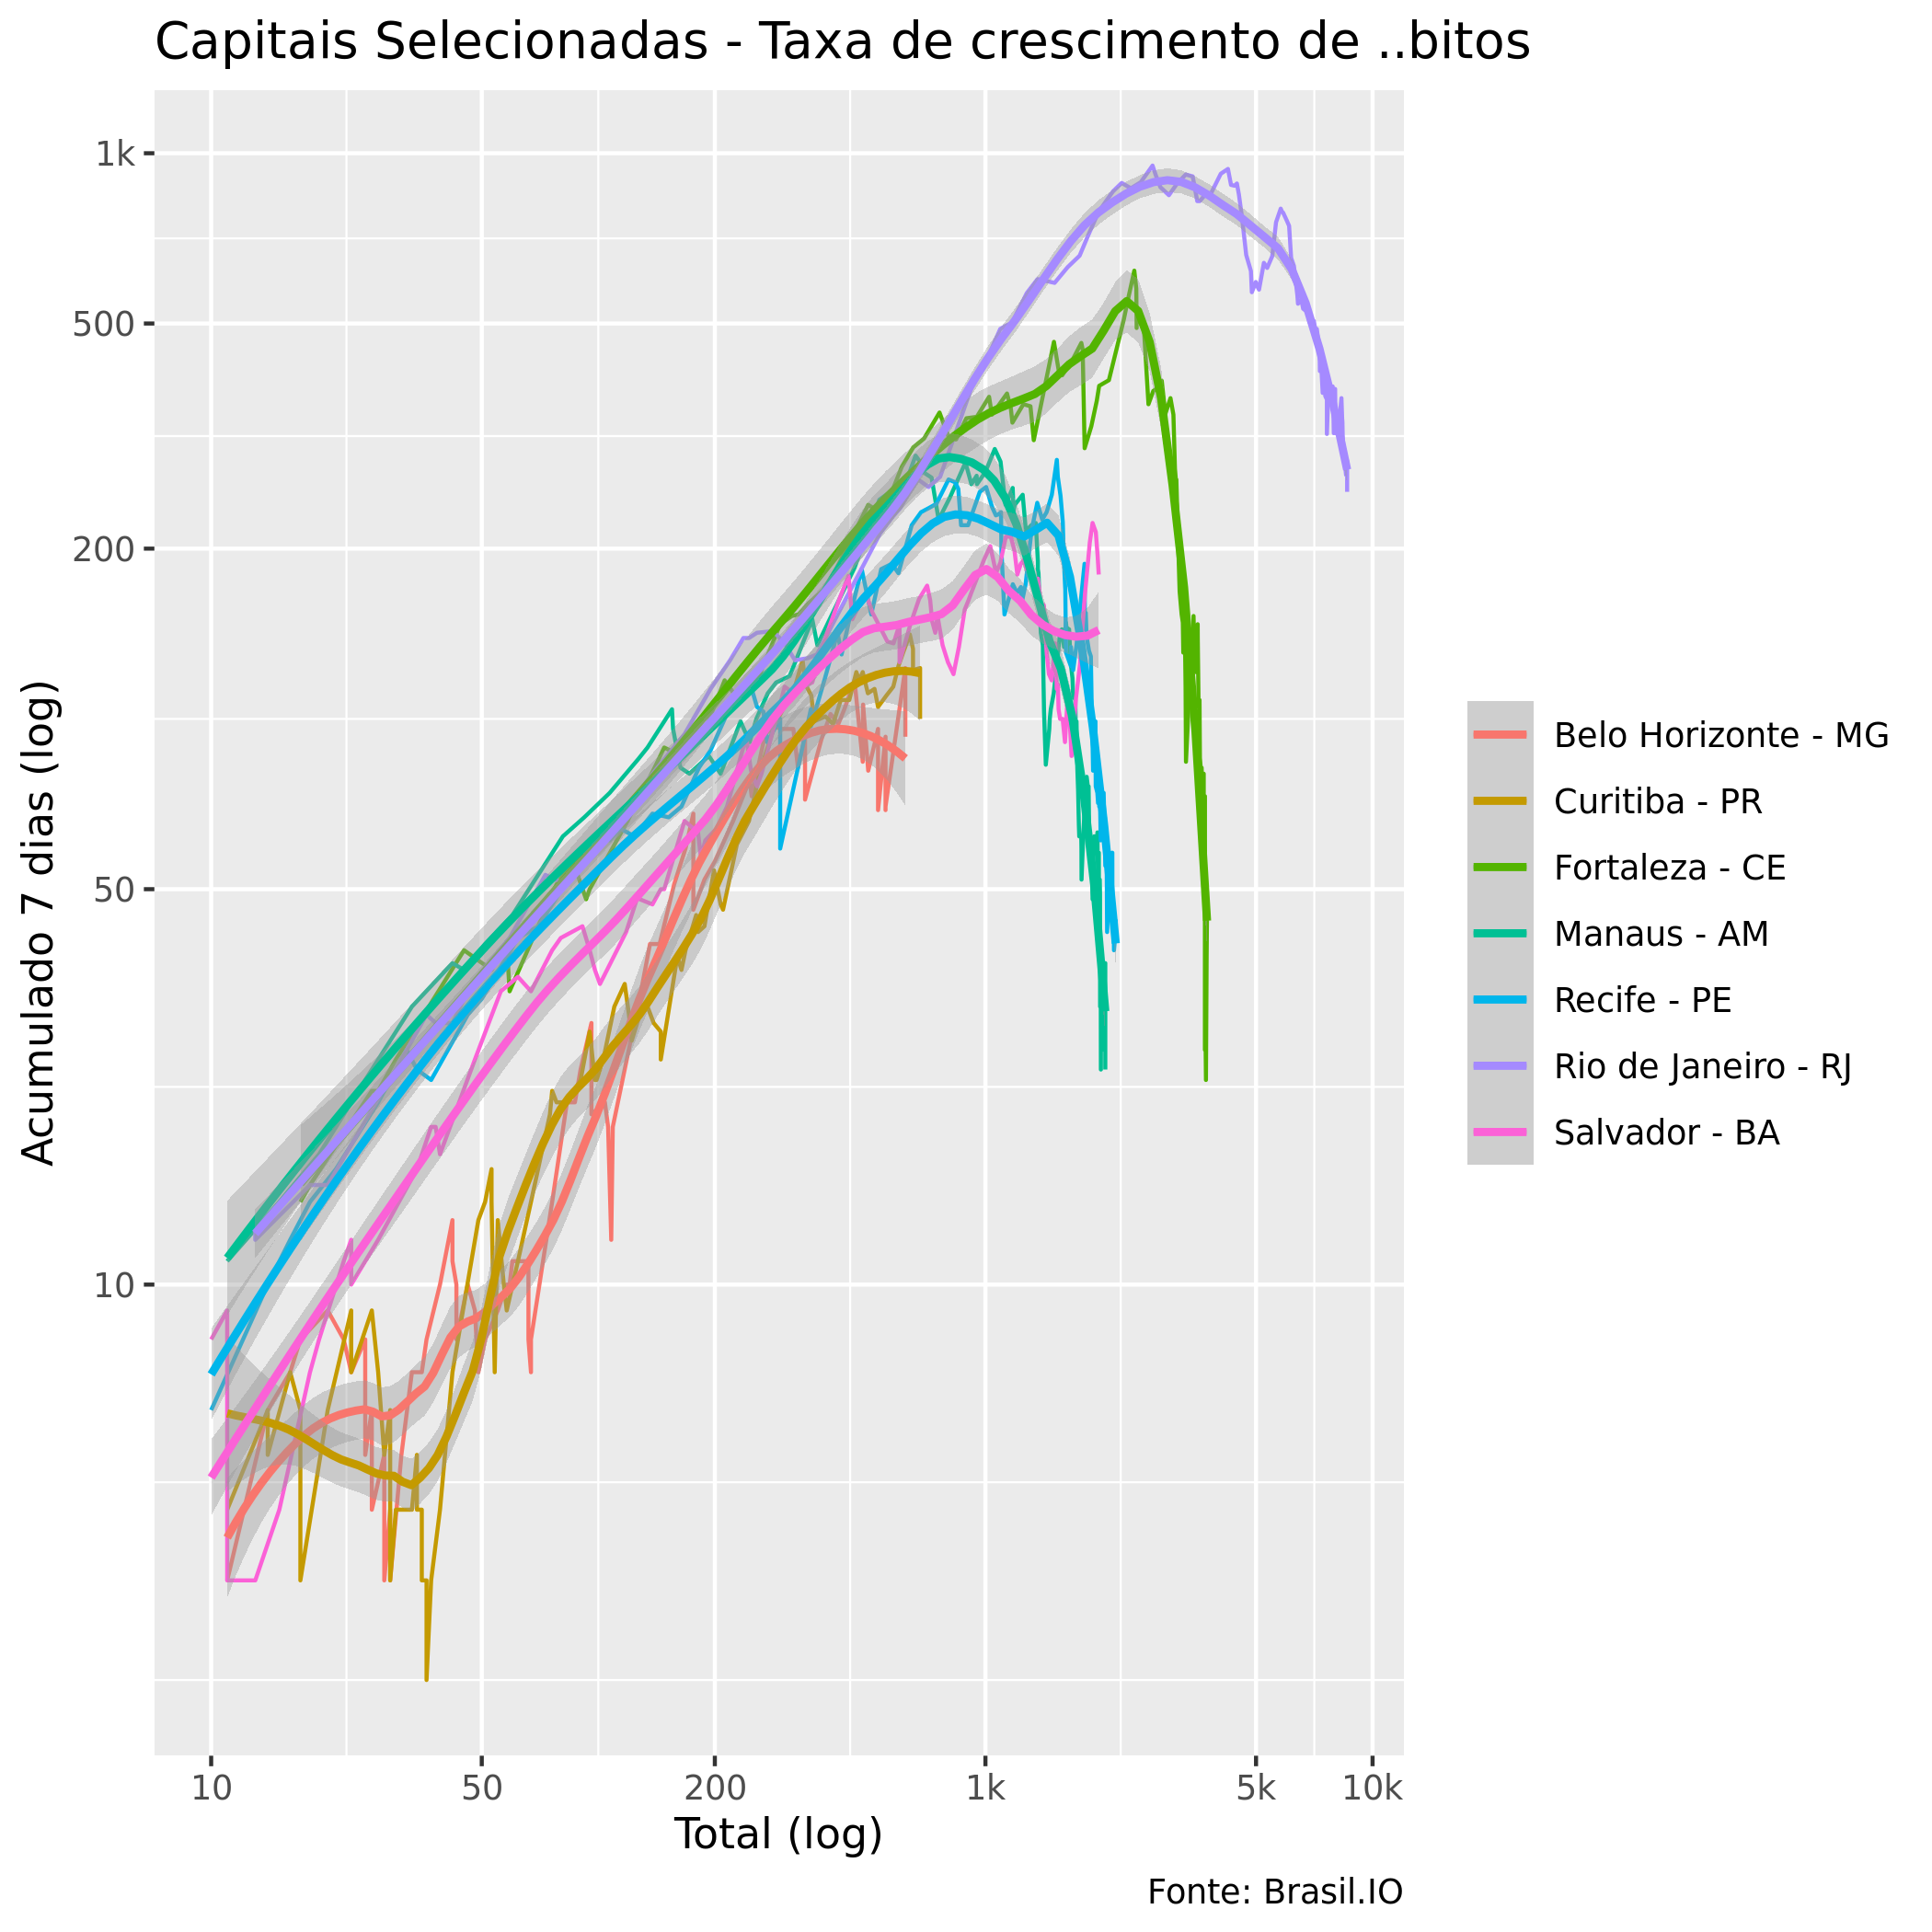 Capitais Selecionadas - Taxa de crescimento de ..bitos
Acumulado 7 dias (log)
1k
500
200
50
10
10
50
200
1k
5k
10k
Total (log)
Belo Horizonte - MG
Curitiba - PR
Fortaleza - CE
Manaus - AM
Recife - PE
Rio de Janeiro - RJ
Salvador - BA
Fonte: Brasil.IO